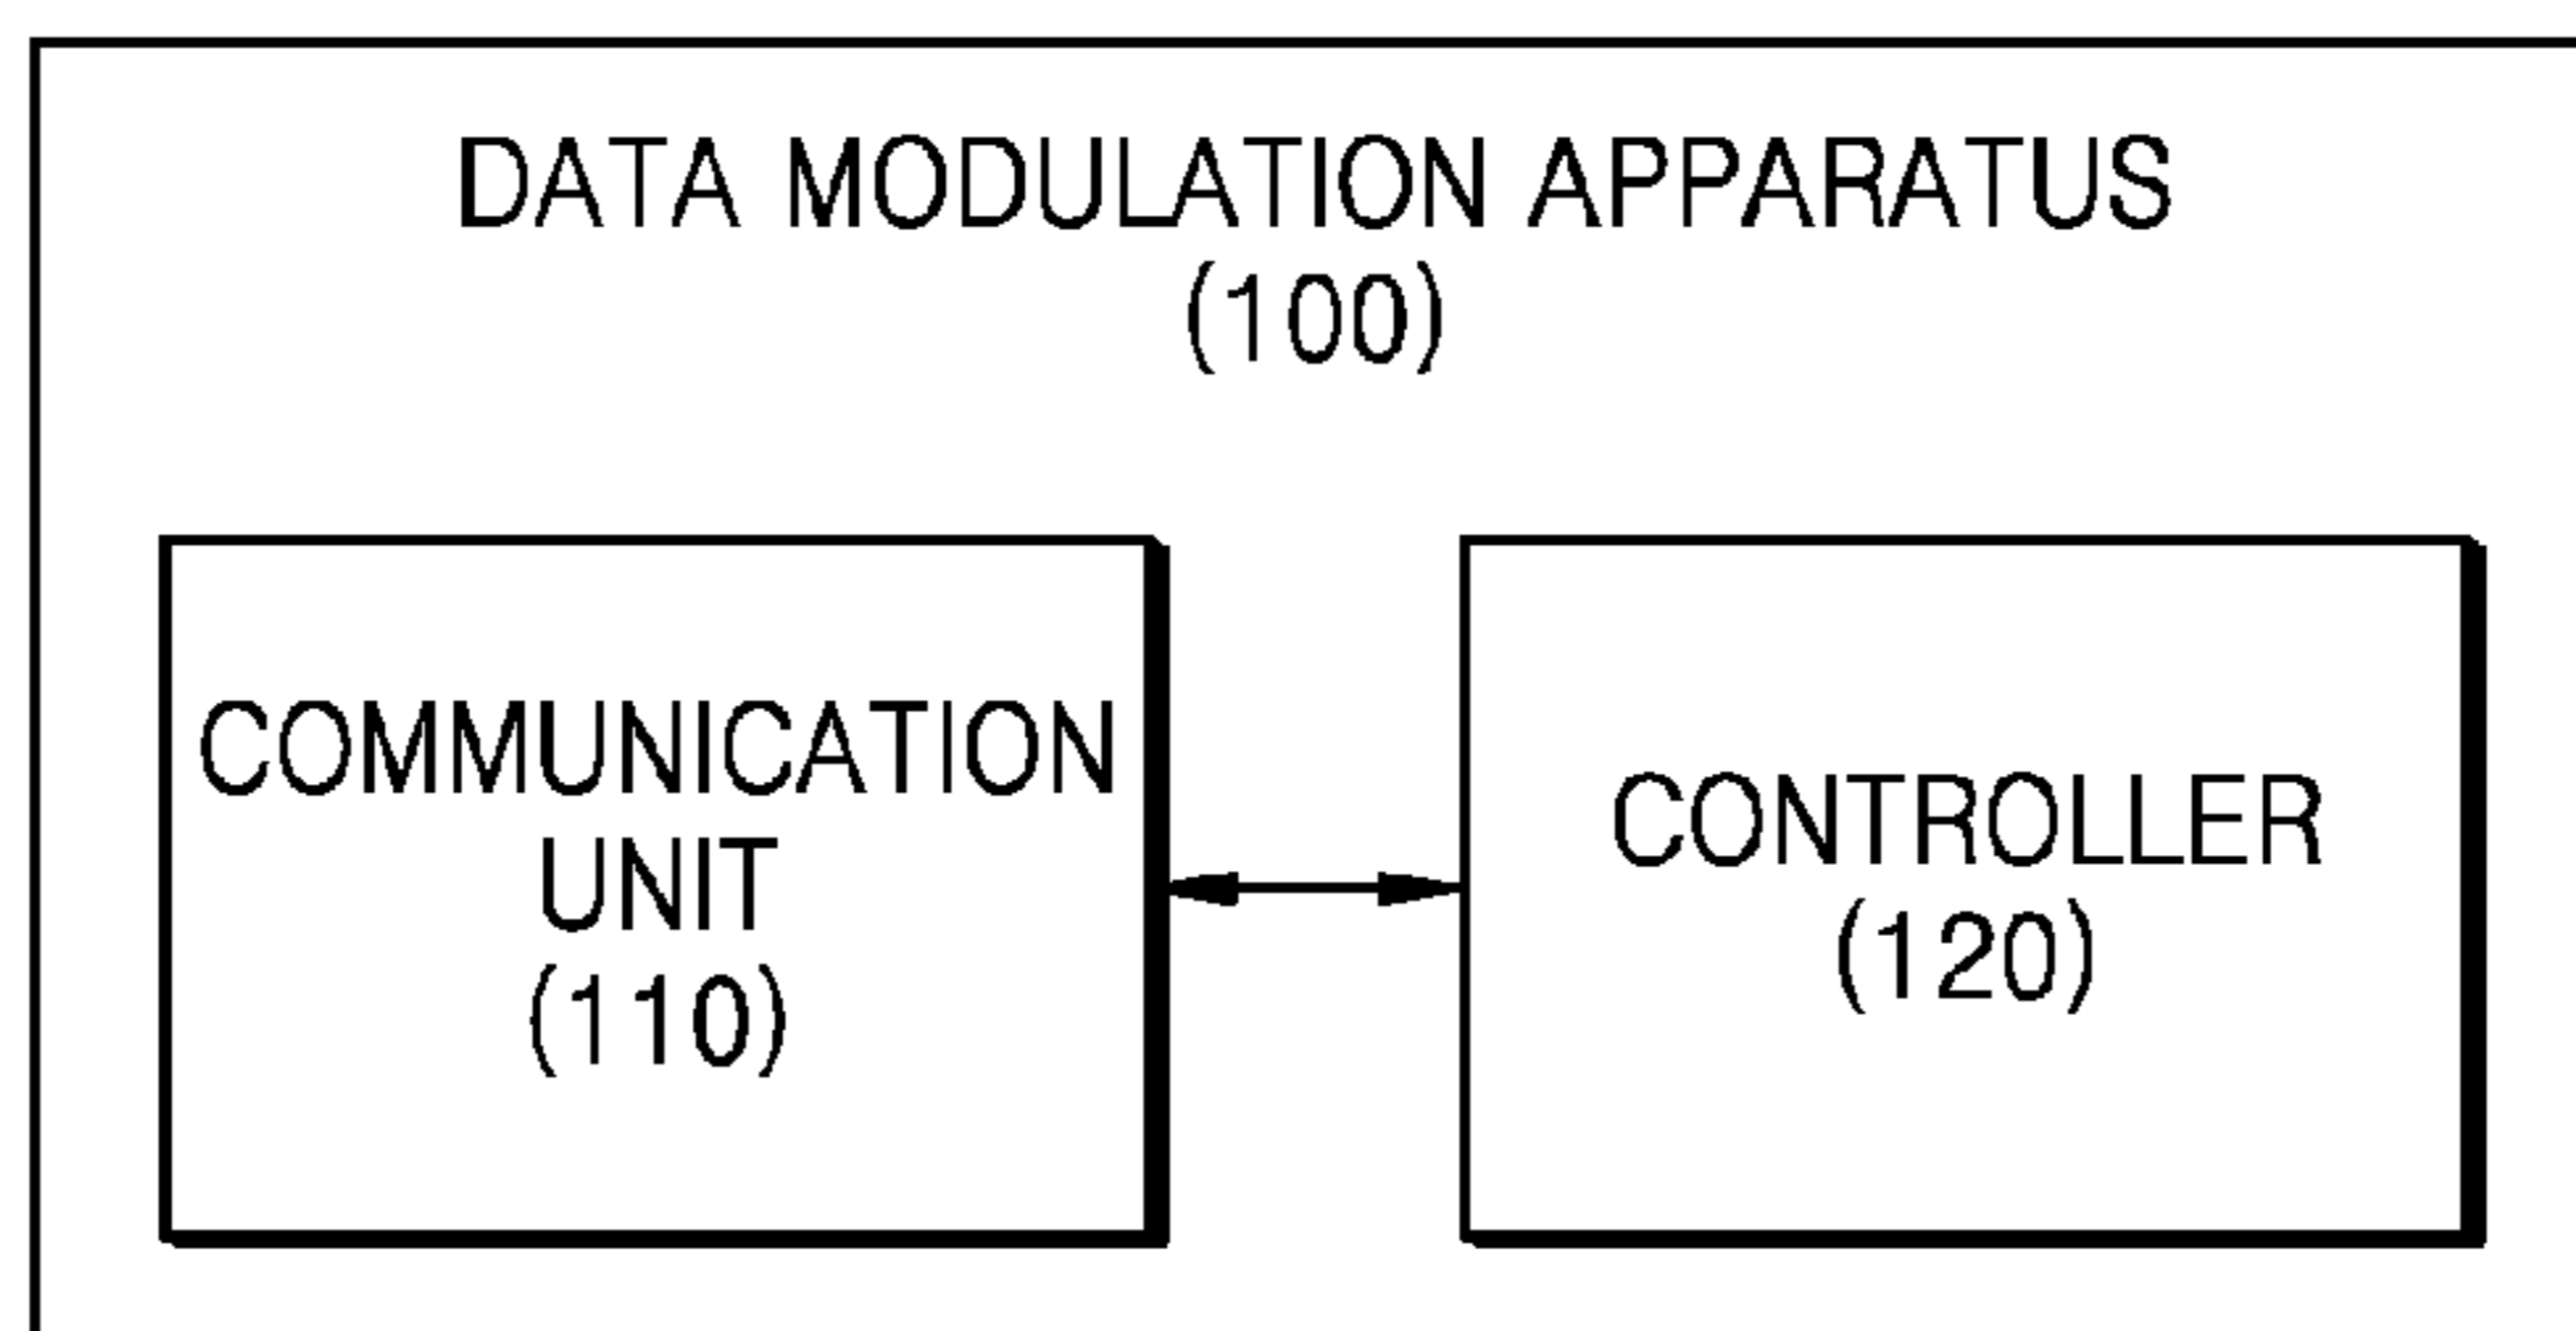 DATA MODULATION APPARATUS
(100)
COMMUNICATION
UNIT
(110)
CONTROLLER
(120)